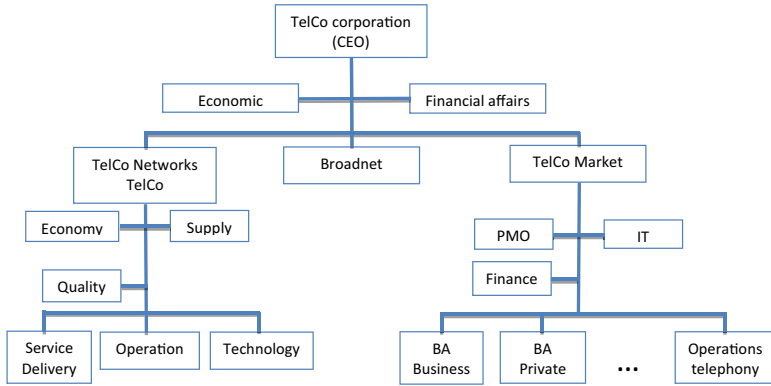 TelCo corporation
(CEO)
Economic
Financial affairs
TelCo Networks
TelCo
Broadnet
TelCo Market
Economy
Supply
PMO
IT
Quality
Finance
Service
Delivery
Operation
Technology
BA
Business
BA
Private
...
Operations
telephony